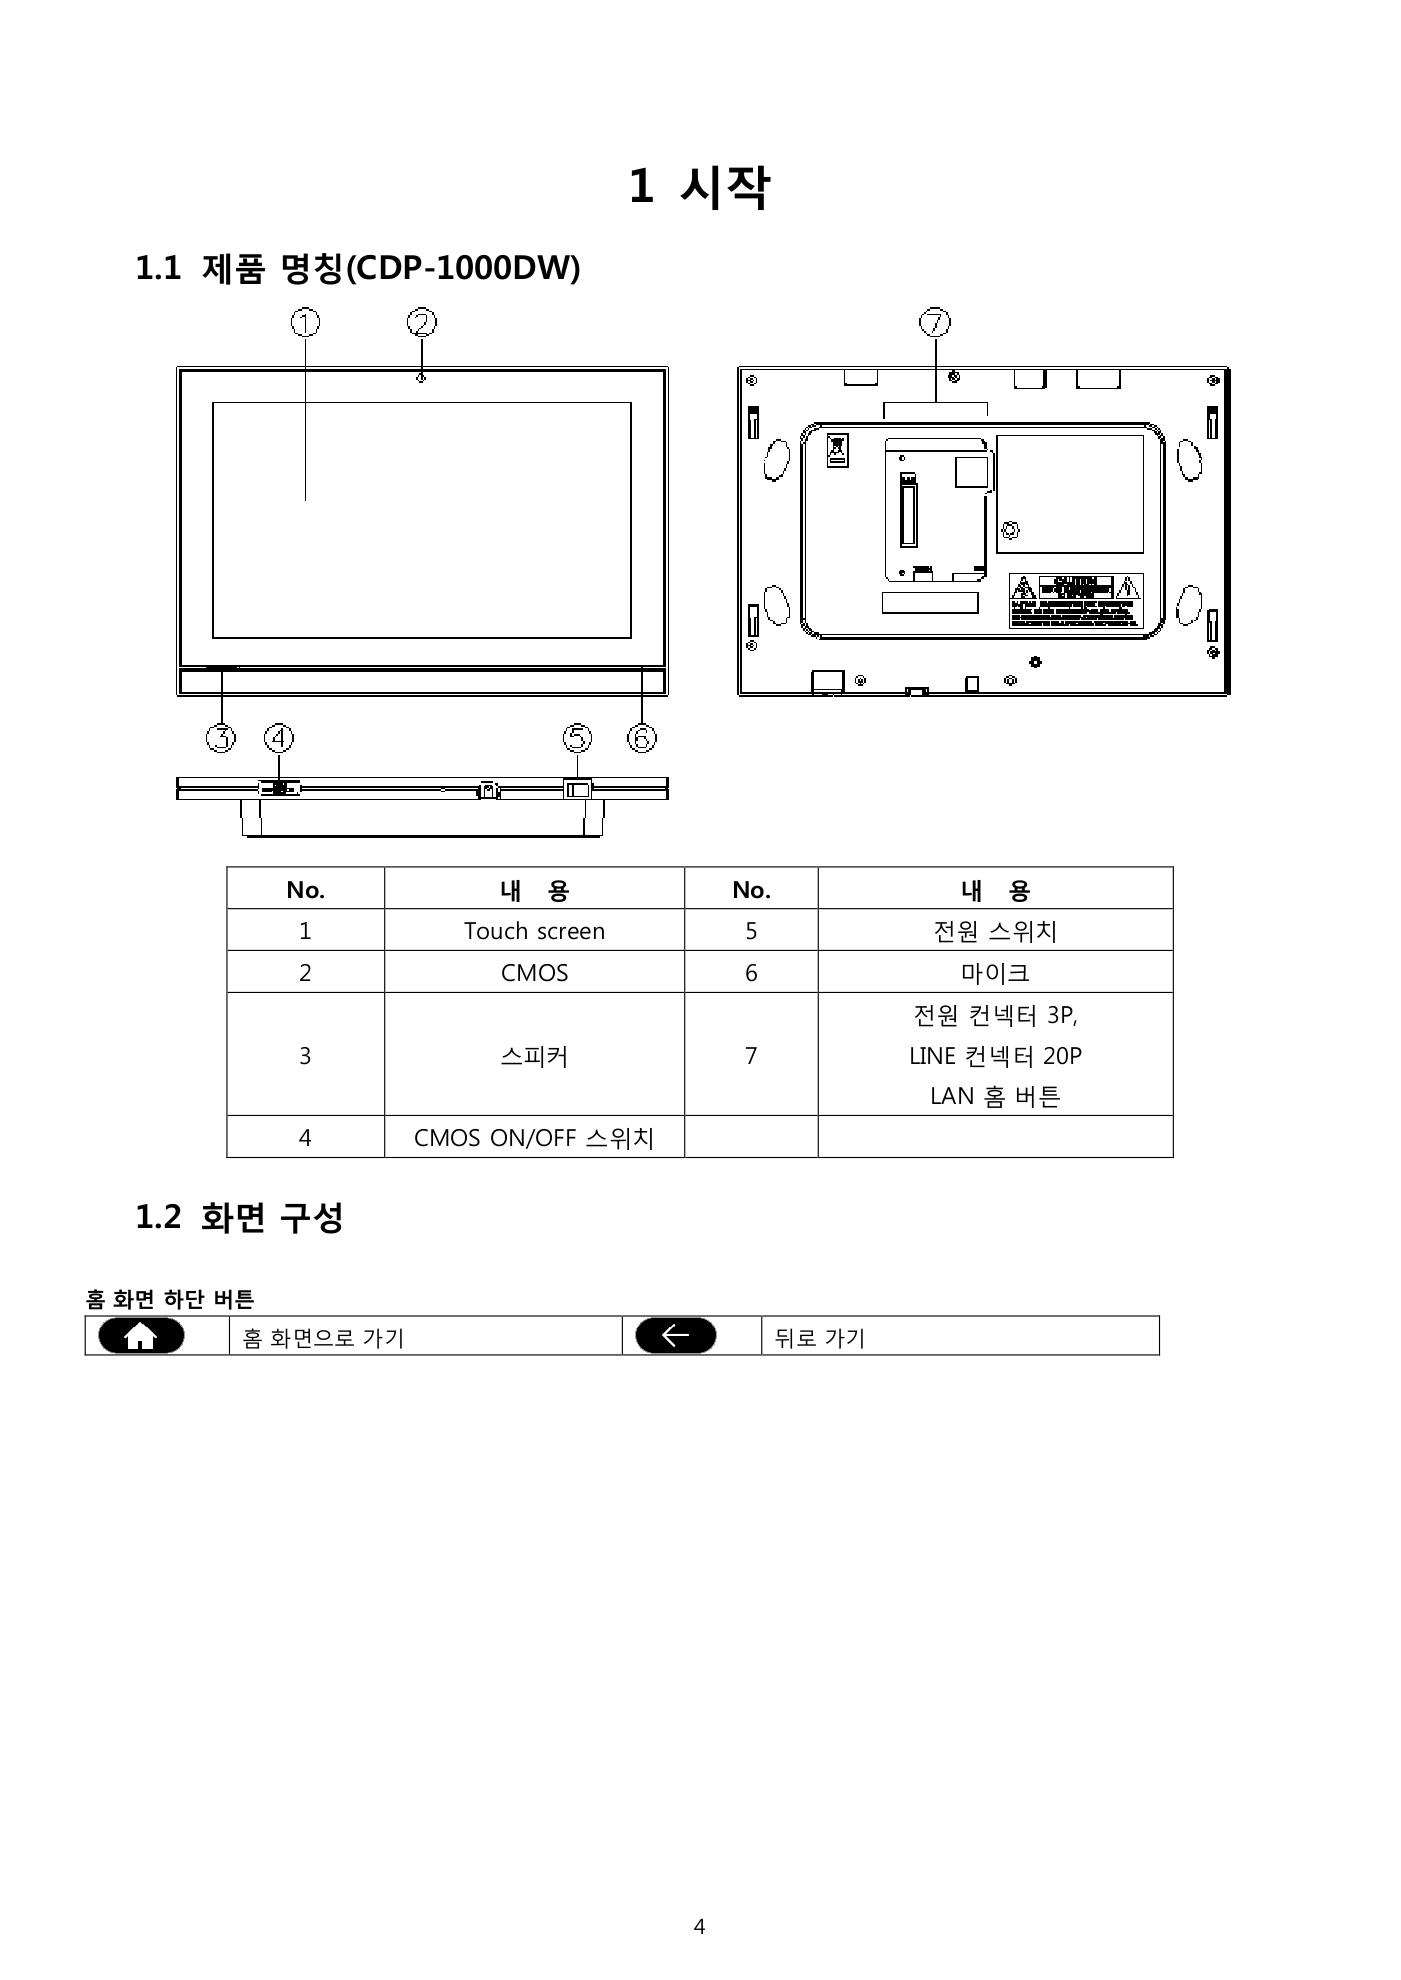 1 시작
1.1 제품 명칭(CDP-1000DW)
① ② ⑦
CAUTION
③ ④ ⑤ ⑥
No. 내 용 No. 내 용
1 Touch screen 5 전원 스위치
2 CMOS 6 마이크
3 스피커 7 전원 컨넥터 3P,
LINE 컨넥터 20P
LAN 홈 버튼
4 CMOS ON/OFF 스위치
1.2 화면 구성
홈 화면 하단 버튼
홈 화면으로 가기 뒤로 가기
4